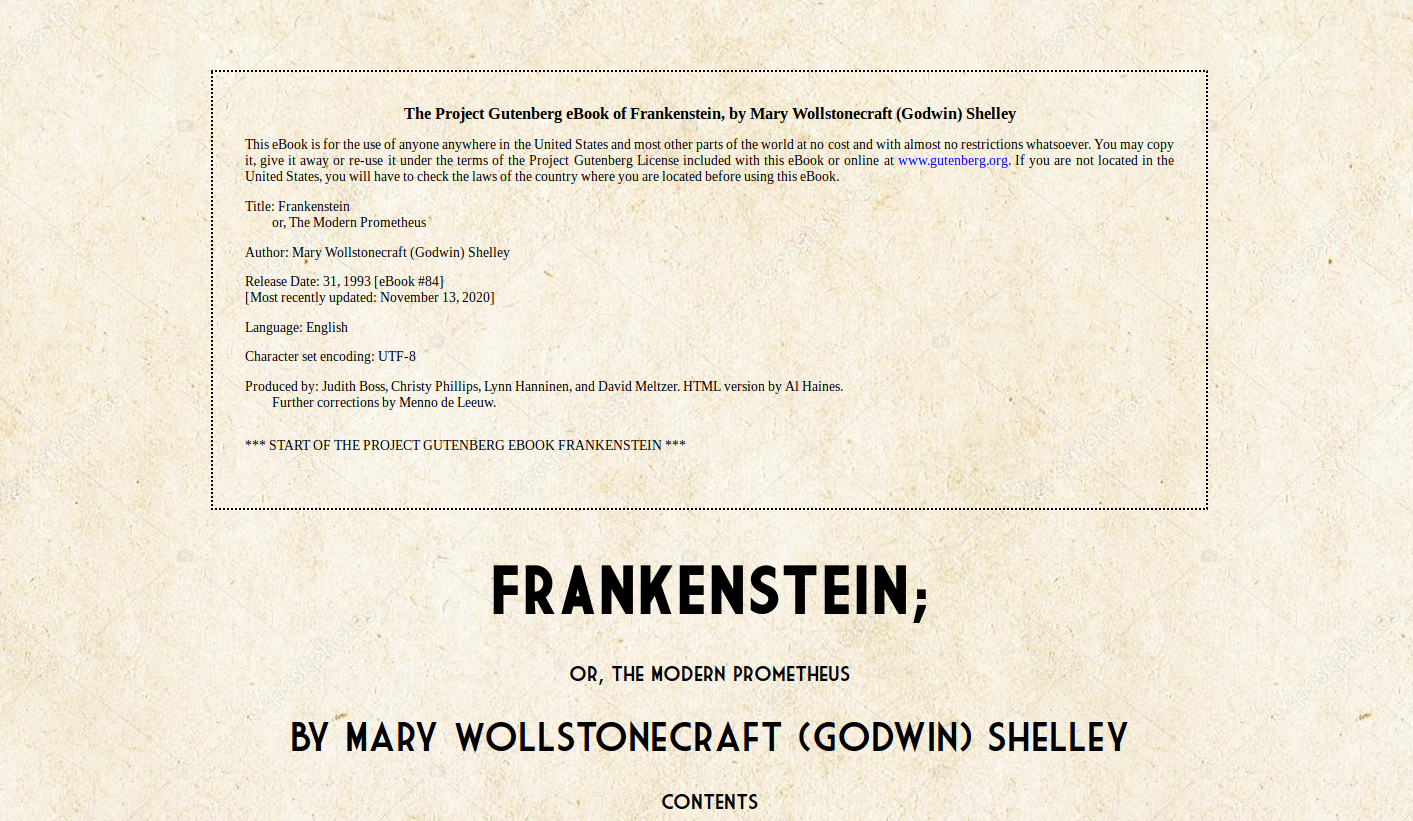 The Project Gutenberg eBook of Frankenstein, by Mary Wollstonecraft (Godwin) Shelley
This eBook is for the use of anyone anywhere in the United States and most other parts of the world at no cost and with almost no restrictions whatsoever. You may copy
it, give it away or re-use it under the terms of the Project Gutenberg License included with this eBook or online at www.gutenberg.org. If you are not located in the
United States, you will have to check the laws of the country where you are located before using this eBook.
Title: Frankenstein
or, The Modern Prometheus
Author: Mary Wollstonecraft (Godwin) Shelley
Release Date: 31, 1993 [eBook #84]
[Most recently updated: November 13, 2020]
Language: English
Character set encoding: UTF-8
Produced by: Judith Boss, Christy Phillips, Lynn Hanninen, and David Meltzer. HTML version by Al Haines.
Further corrections by Menno de Leeuw.
*** START OF THE PROJECT GUTENBERG EBOOK FRANKENSTEIN ***
FRANKENSTEIN;
OR, THE MODERN PROMETHEUS
BY MARY WOLLSTONECRAFT (GODWIN) SHELLEY
CONTENTS